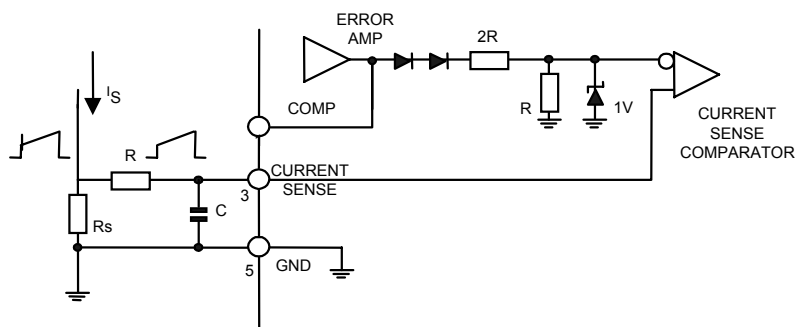 ERROR
AMP
2R
IS
COMP
R
1V
CURRENT
SENSE
COMPARATOR
R
CURRENT
SENSE
3
C
Rs
5
GND